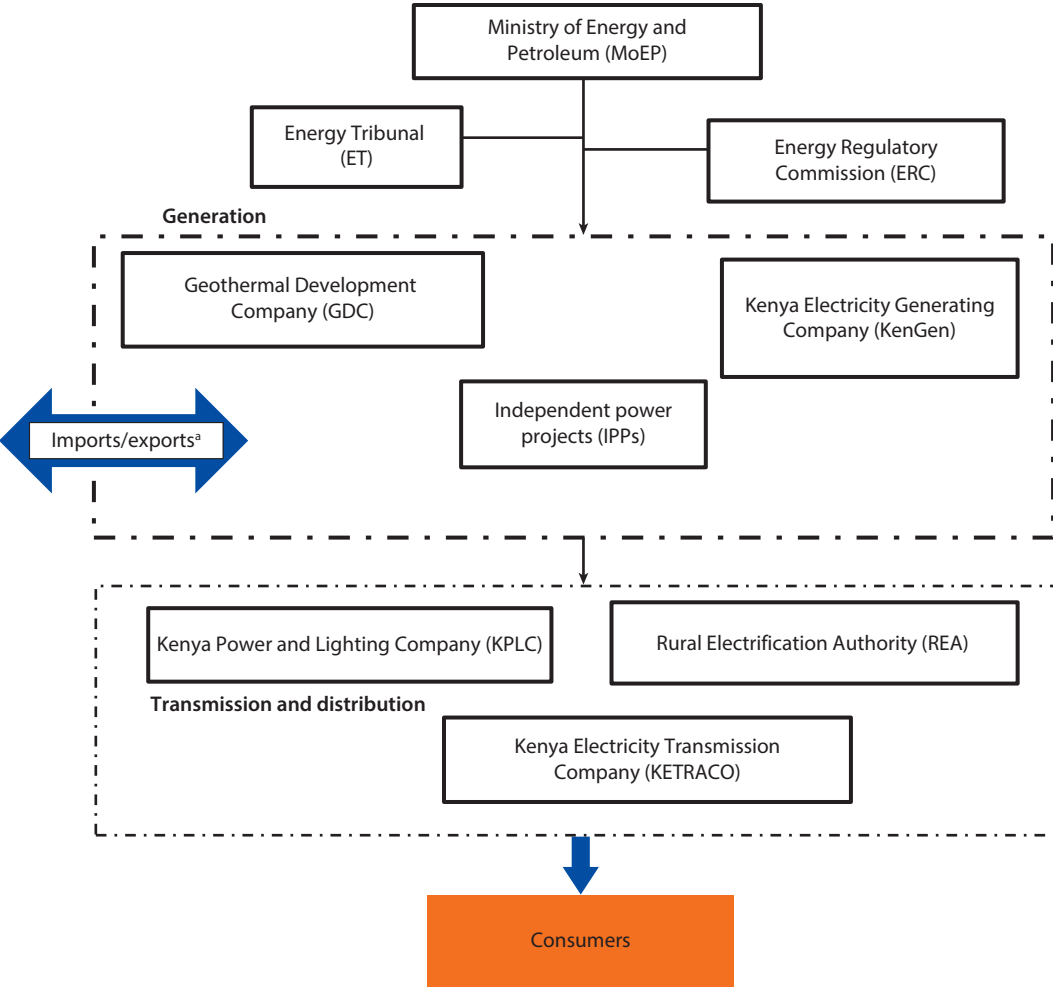 Ministry of Energy and
Petroleum (MoEP)
Energy Tribunal
(ET)
Energy Regulatory
Commission (ERC)
Generation
Geothermal Development
Company (GDC)
Kenya Electricity Generating
Company (KenGen)
Independent power
projects (IPPs)
Imports/exportsᵃ
Kenya Power and Lighting Company (KPLC)
Rural Electrification Authority (REA)
Transmission and distribution
Kenya Electricity Transmission
Company (KETRACO)
Consumers